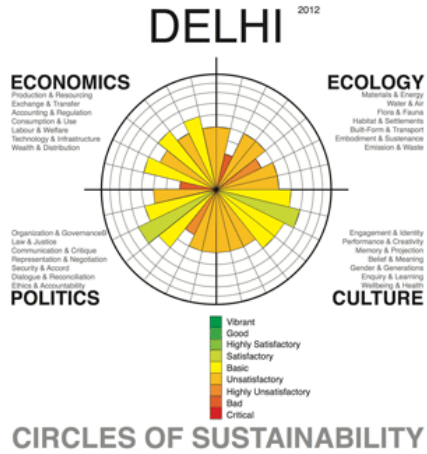 DELHI 2012
ECONOMICS
Production & Resourcing
Exchange & Transfer
Accounting & Regulation
Consumption & Use
Labour & Welfare
Technology & Infrastructure
Wealth & Distribution
ECOLOGY
Materials & Energy
Water & Air
Flora & Fauna
Habitat & Settlements
Built-Form & Transport
Embodiment & Sustenance
Emission & Waste
Organization & GovernanceB
Law & Justice
Communication & Critique
Representation & Negotiation
Security & Accord
Dialogue & Reconciliation
Ethics & Accountability
POLITICS
Engagement & Identity
Performance & Creativity
Memory & Projection
Belief & Meaning
Gender & Generations
Enquiry & Learning
Wellbeing & Health
CULTURE
Vibrant
Good
Highly Satisfactory
Satisfactory
Basic
Unsatisfactory
Highly Unsatisfactory
Bad
Critical
CIRCLES OF SUSTAINABILITY